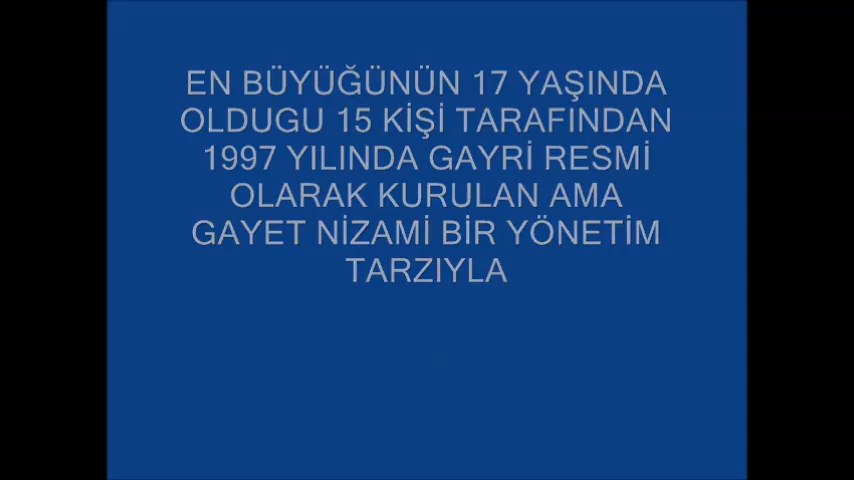 EN BÜYÜĞÜNÜN 17 YAŞINDA
OLDUGU 15 KİŞİ TARAFINDAN
1997 YILINDA GAYRİ RESMİ
OLARAK KURULAN AMA
GAYET NİZAMİ BİR YÖNETİM
TARZIYLA